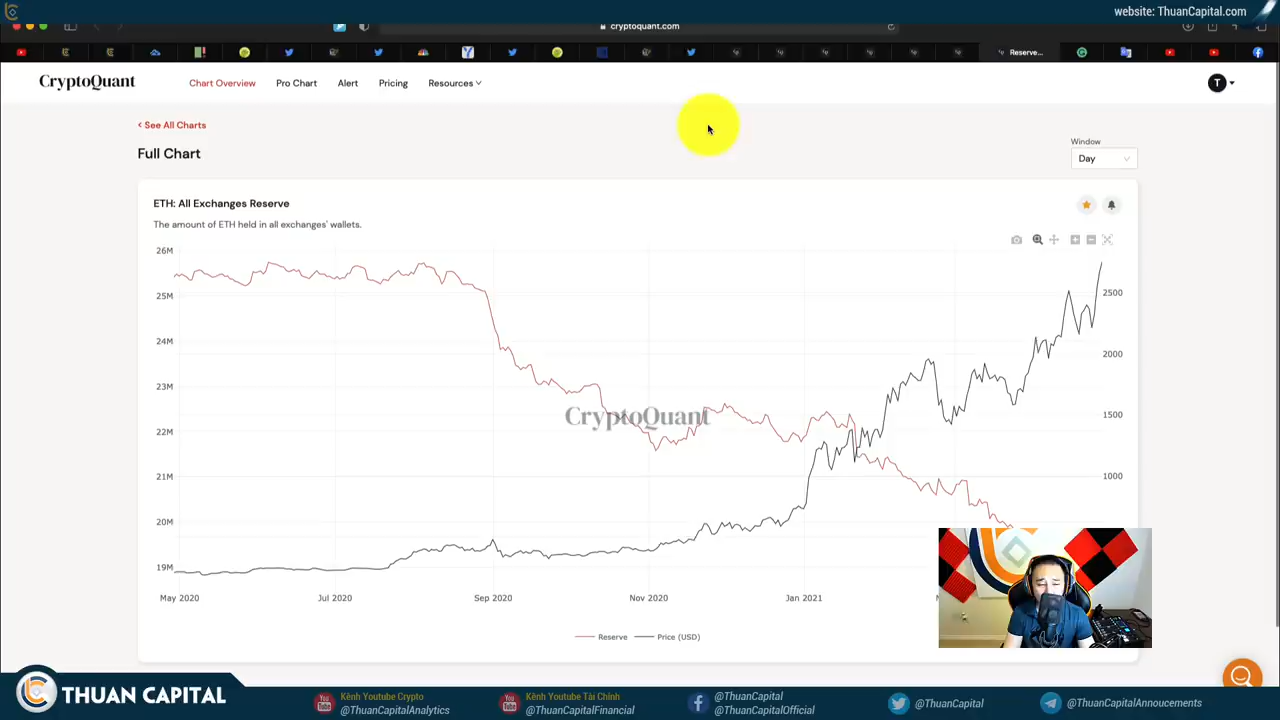 website: ThuanCapital.com
cryptoquant.com
Reserve...
CryptoQuant
Chart Overview
Pro Chart
Alert
Pricing
Resources
T
< See All Charts
Full Chart
Window
Day
ETH: All Exchanges Reserve
The amount of ETH held in all exchanges' wallets.
26M
25M
24M
23M
22M
21M
20M
19M
2500
2000
1500
1000
CryptoQuant
May 2020
Jul 2020
Sep 2020
Nov 2020
Jan 2021
Reserve
Price (USD)
THUAN CAPITAL
Kênh Youtube Crypto
@ThuanCapitalAnalytics
Kênh Youtube Tài Chính
@ThuanCapitalFinancial
@ThuanCapital
@ThuanCapitalOfficial
@ThuanCapital
@ThuanCapitalAnnoucements